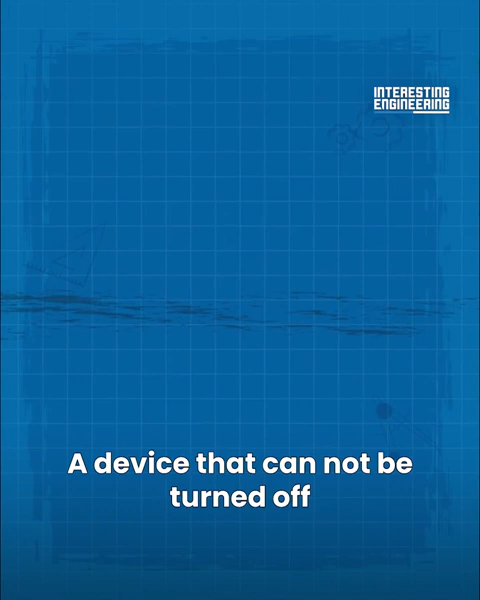 INTERESTING
ENGINEERING
A device that can not be
turned off